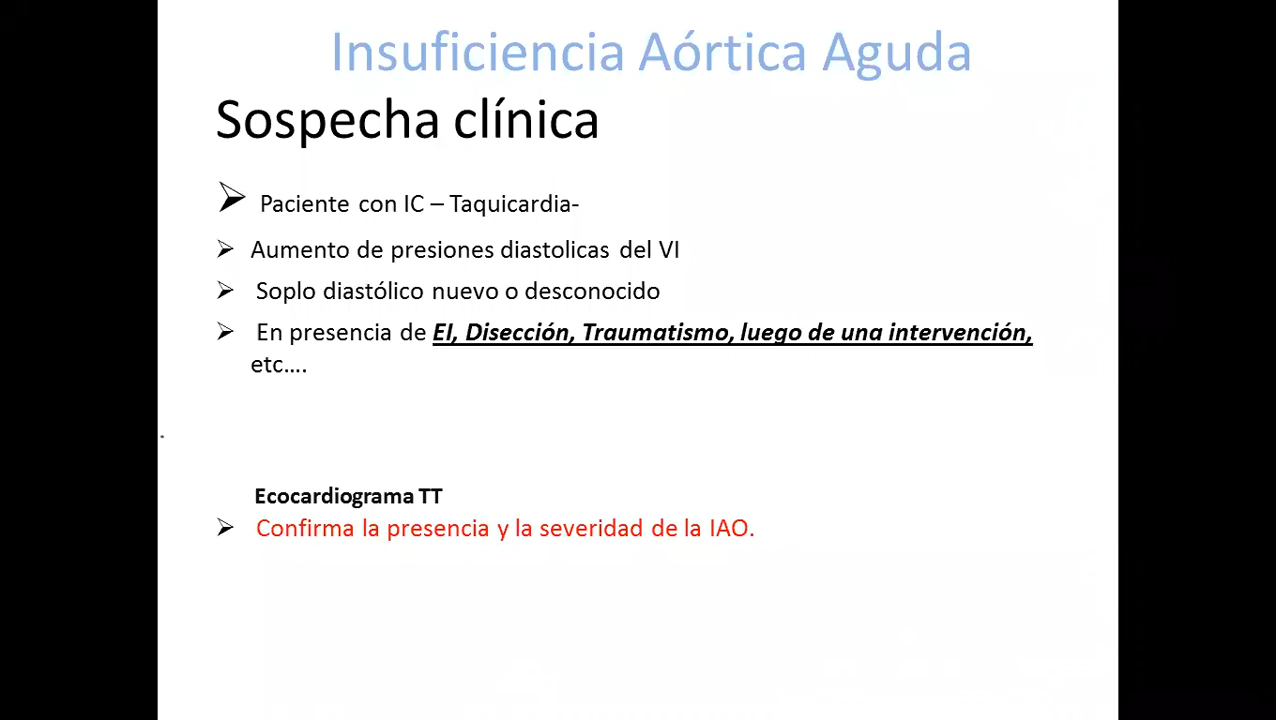 Insuficiencia Aórtica Aguda
Sospecha clínica
➢ Paciente con IC – Taquicardia-
➢ Aumento de presiones diastolicas del VI
➢ Soplo diastólico nuevo o desconocido
➢ En presencia de EI, Disección, Traumatismo, luego de una intervención,
etc….
Ecocardiograma TT
➢ Confirma la presencia y la severidad de la IAO.